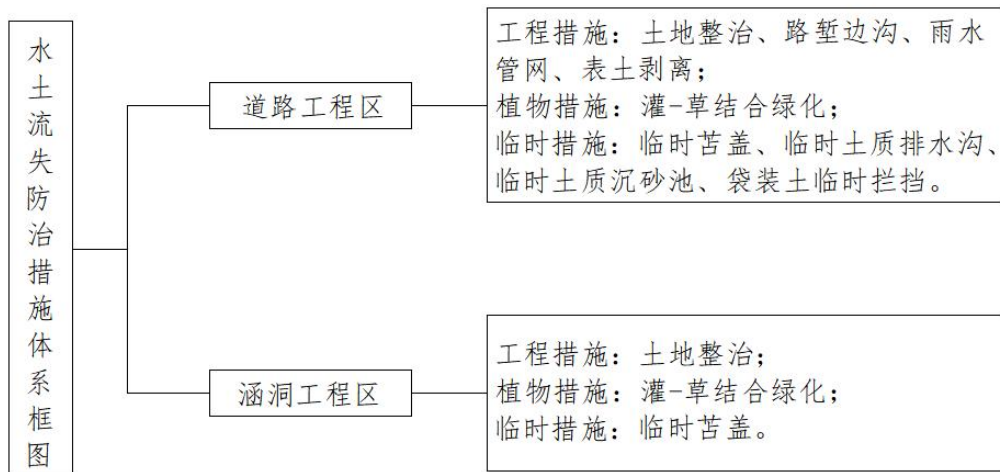 水土流失防治措施体系框图
道路工程区
工程措施：土地整治、路堑边沟、雨水
管网、表土剥离；
植物措施：灌-草结合绿化；
临时措施：临时苫盖、临时土质排水沟、
临时土质沉砂池、袋装土临时拦挡。
涵洞工程区
工程措施：土地整治；
植物措施：灌-草结合绿化；
临时措施：临时苫盖。